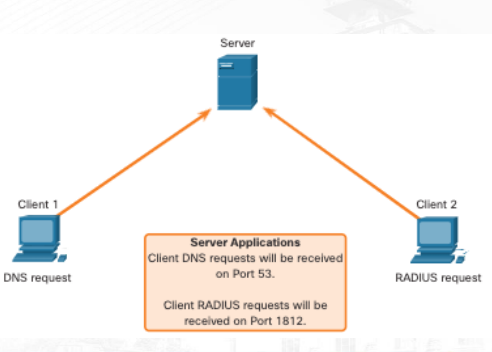 Server
Client 1
Client 2
DNS request
RADIUS request
Server Applications
Client DNS requests will be received
on Port 53.
Client RADIUS requests will be
received on Port 1812.